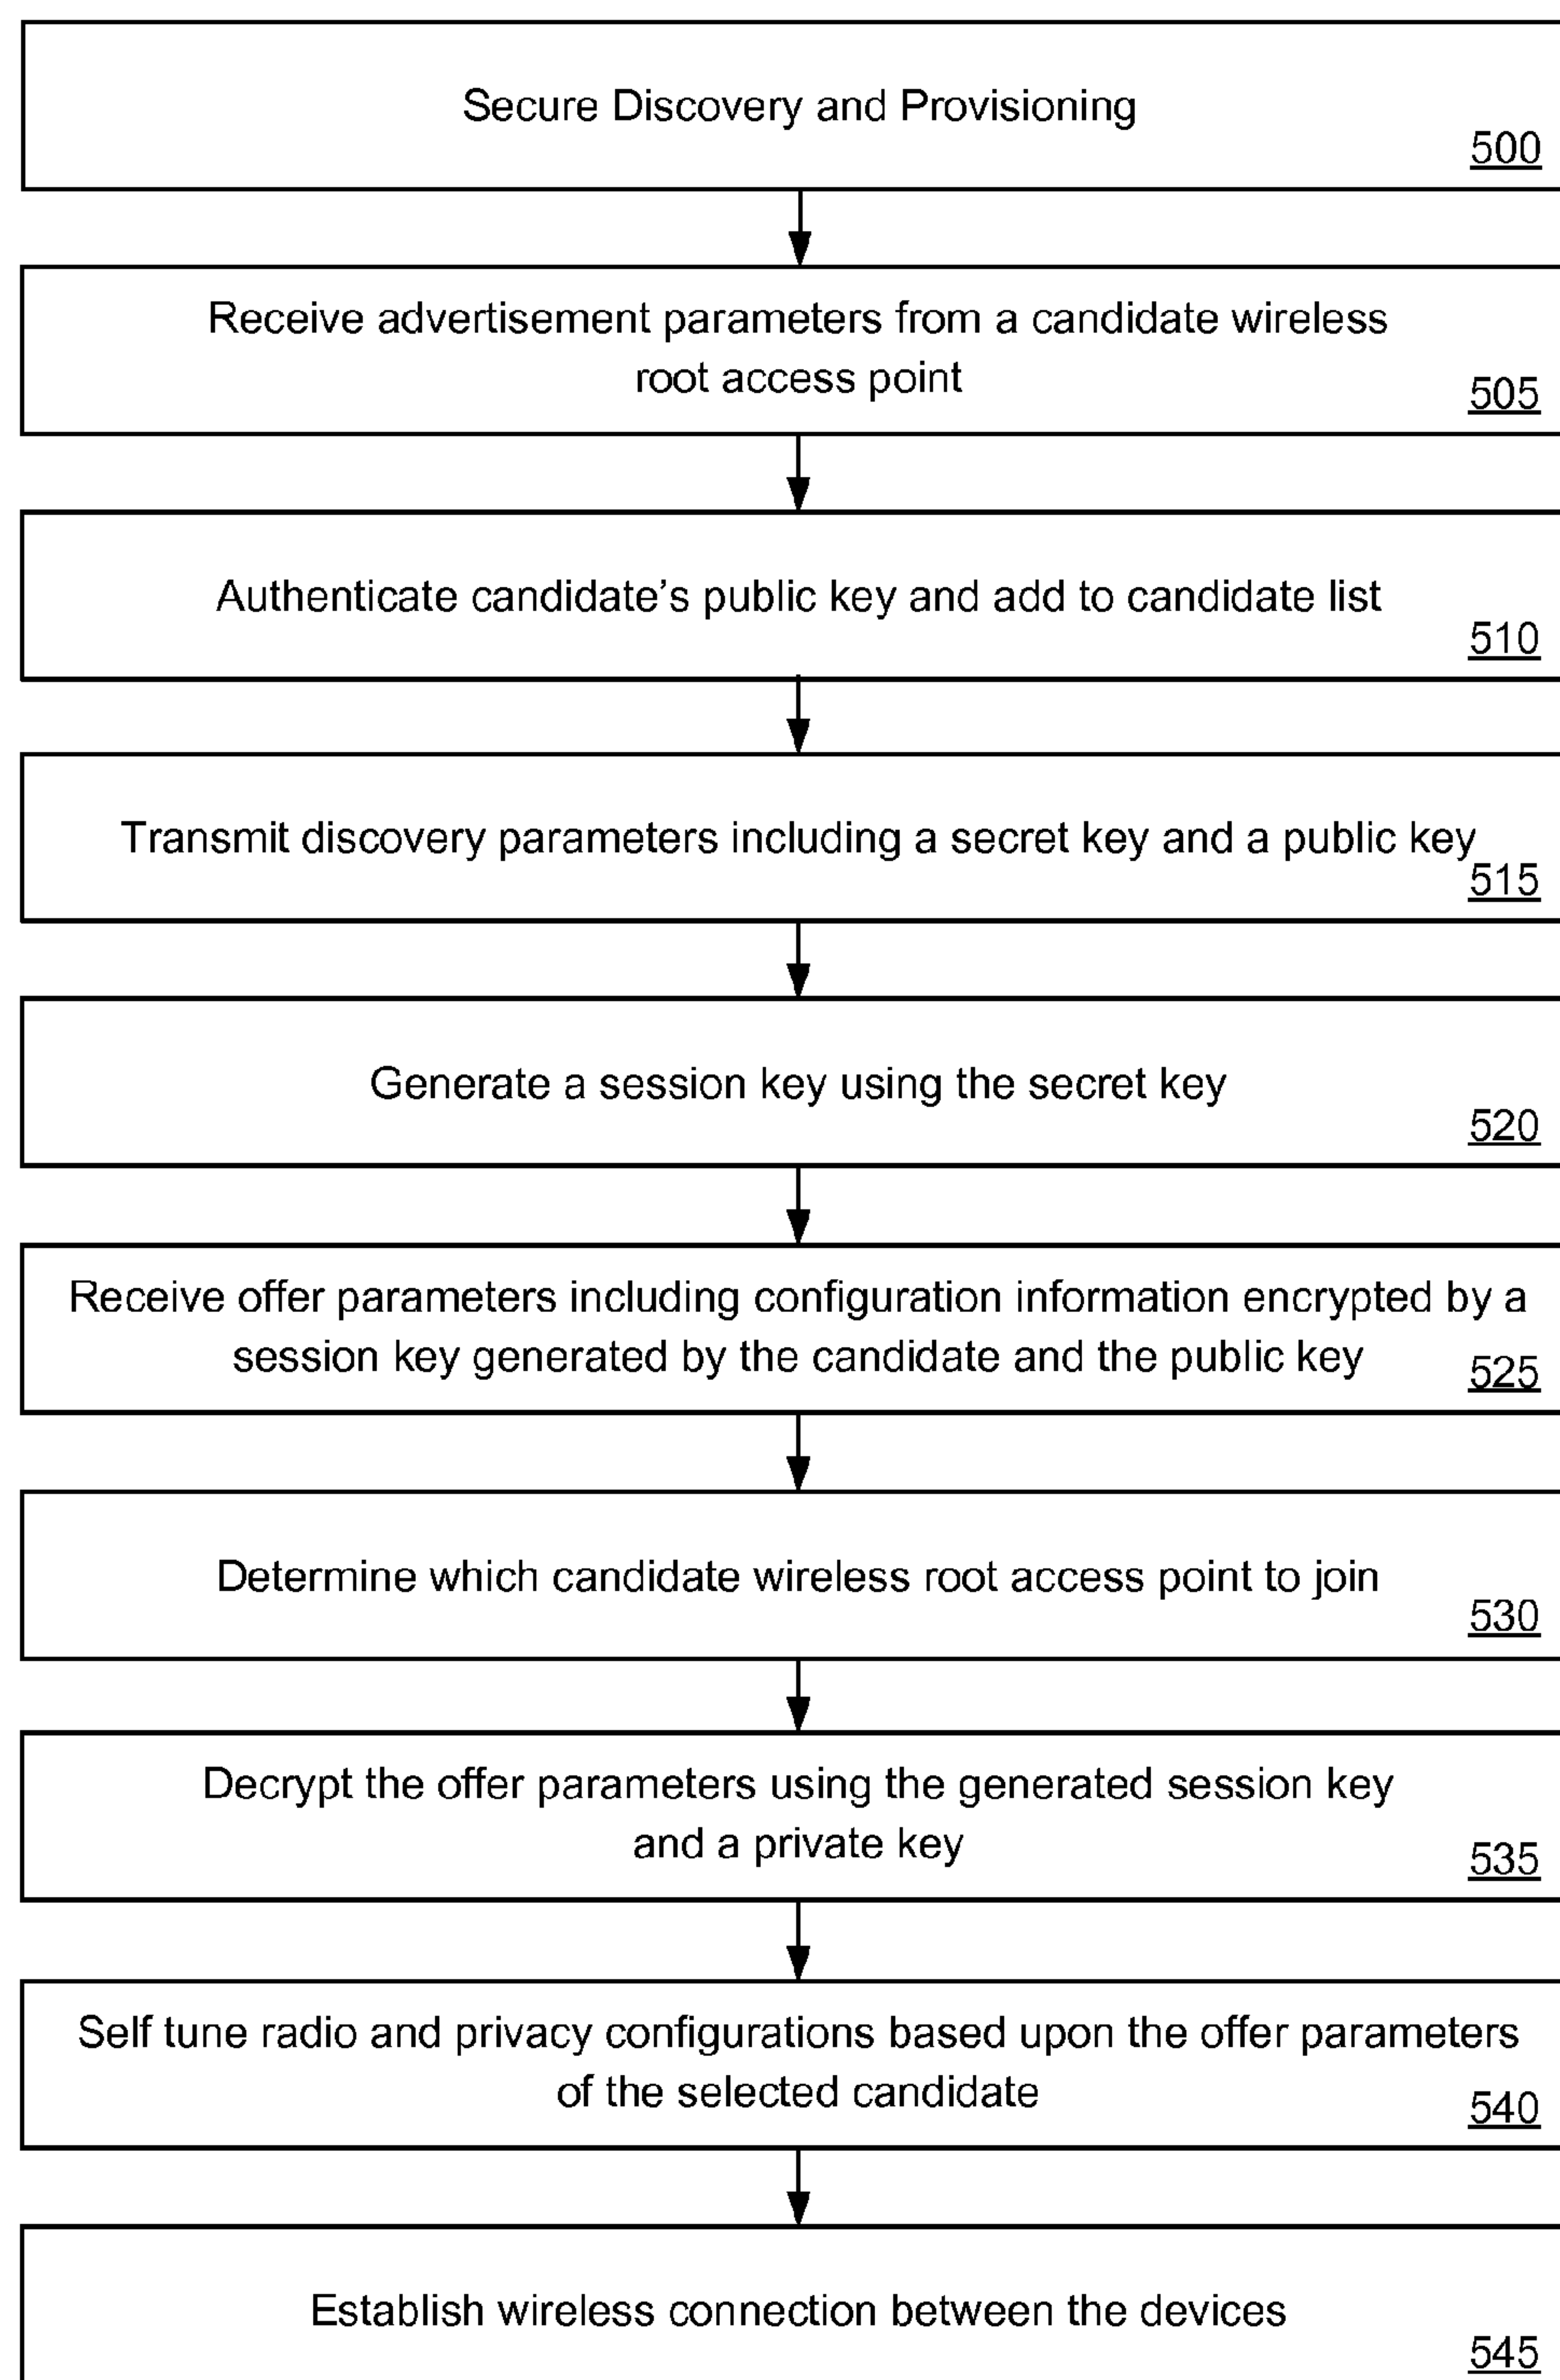 Secure Discovery and Provisioning
500
Receive advertisement parameters from a candidate wireless
root access point
505
Authenticate candidate's public key and add to candidate list
510
Transmit discovery parameters including a secret key and a public key
515
Generate a session key using the secret key
520
Receive offer parameters including configuration information encrypted by a
session key generated by the candidate and the public key
525
Determine which candidate wireless root access point to join
530
Decrypt the offer parameters using the generated session key
and a private key
535
Self tune radio and privacy configurations based upon the offer parameters
of the selected candidate
540
Establish wireless connection between the devices
545